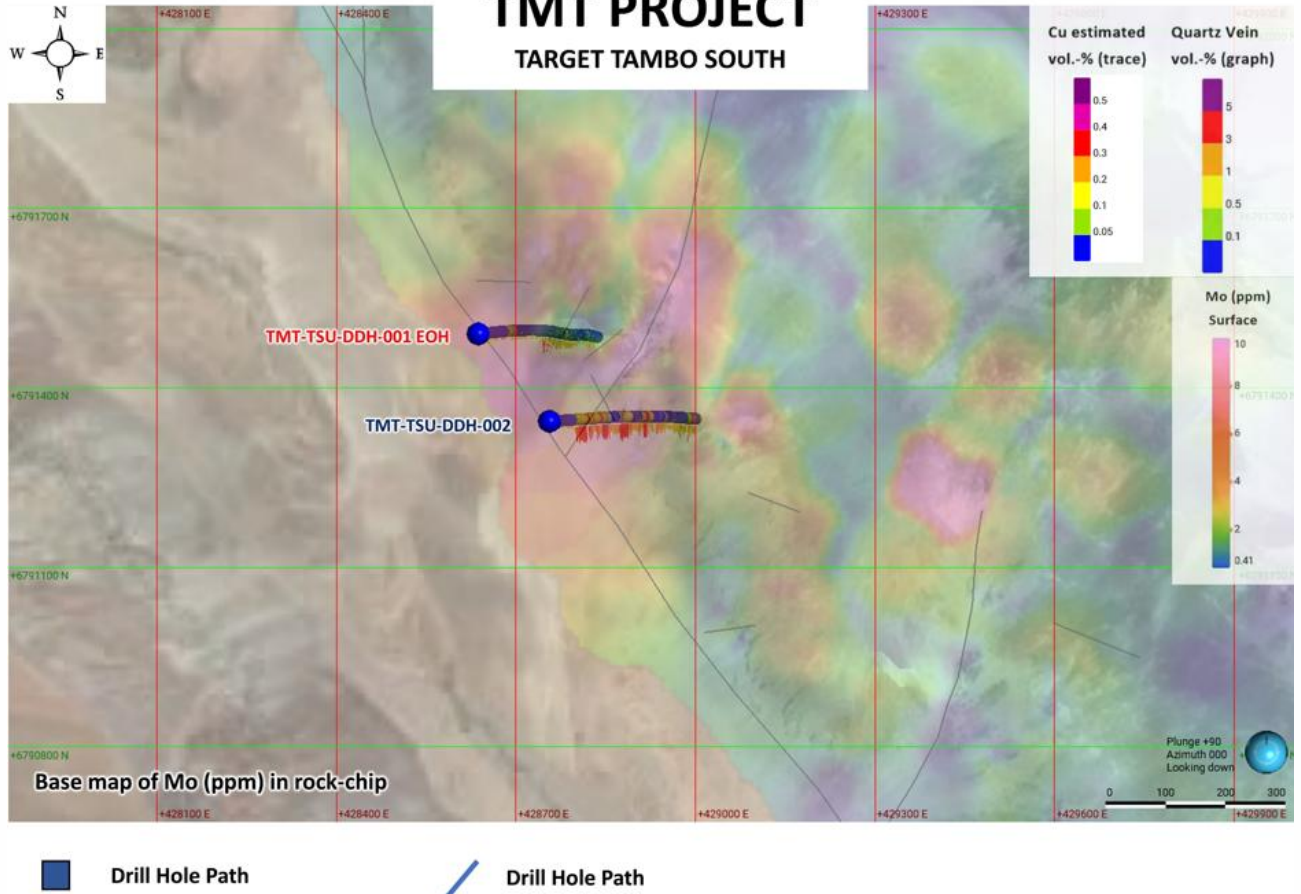 TMT PROJECT
TARGET TAMBO SOUTH
N
W E
S
+428100 E
+428400 E
+429300 E
Cu estimated
vol.-% (trace)
0.5
0.4
0.3
0.2
0.1
0.05
Quartz Vein
vol.-% (graph)
5
3
1
0.5
0.1
Mo (ppm)
Surface
10
8
6
4
2
0.41
+6791700 N
+6791700 N
TMT-TSU-DDH-001 EOH
+6791400 N
+6791400 N
TMT-TSU-DDH-002
+6791100 N
+6790800 N
Base map of Mo (ppm) in rock-chip
Plunge +90
Azimuth 000
Looking down
0 100 200 300
+428100 E
+428400 E
+428700 E
+429000 E
+429300 E
+429600 E
+429900 E
Drill Hole Path
Drill Hole Path